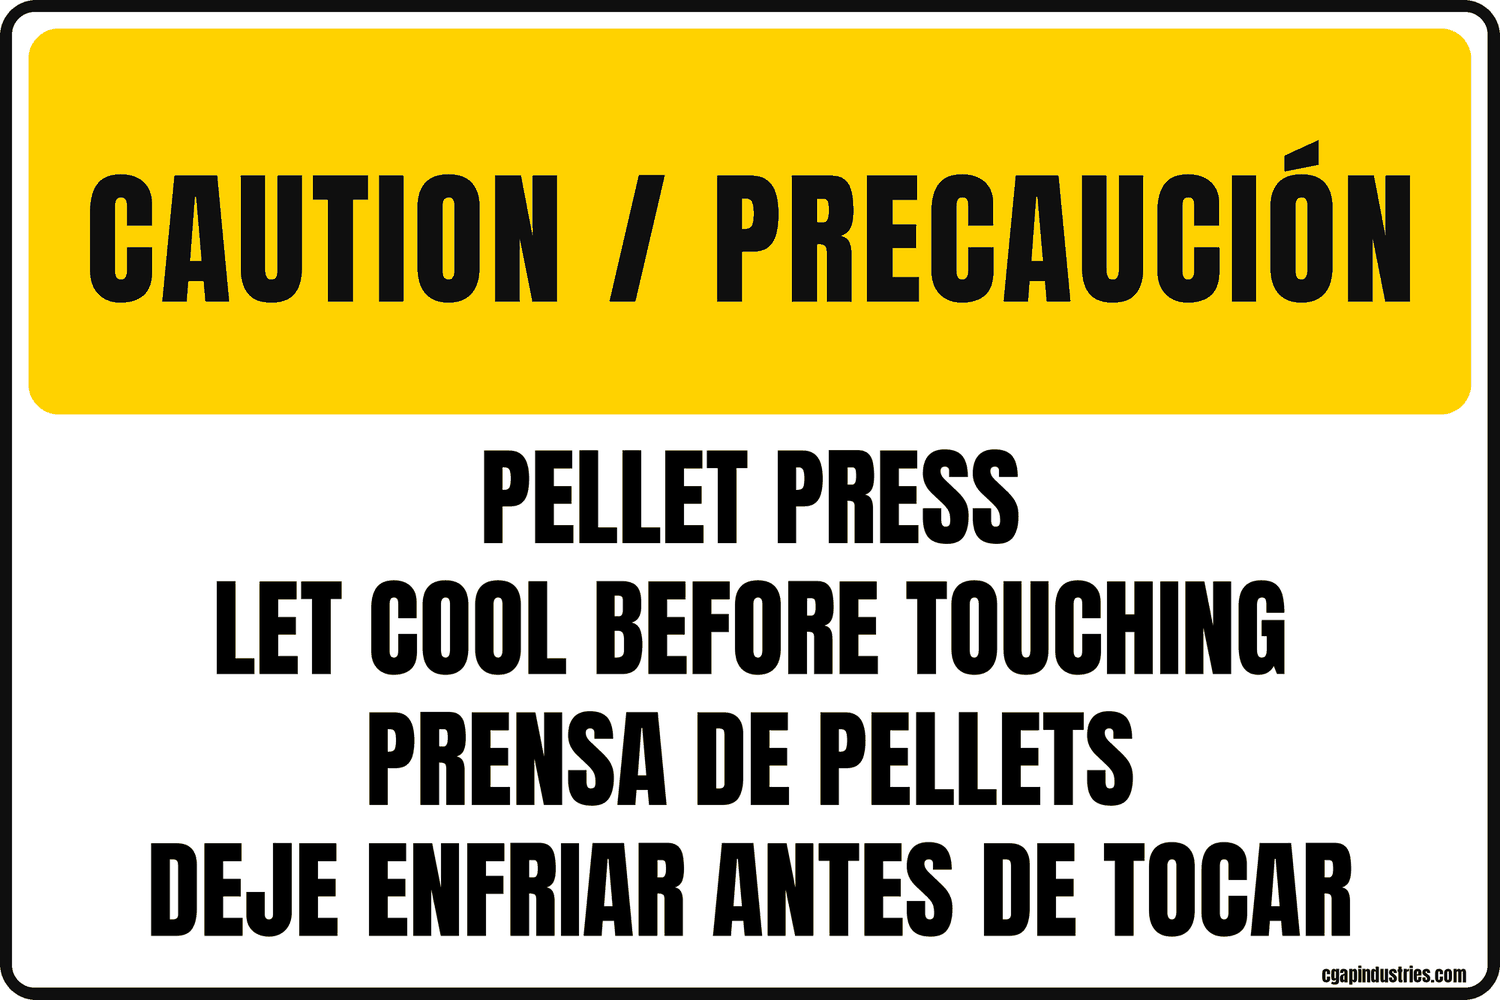 CAUTION / PRECAUCIÓN
PELLET PRESS
LET COOL BEFORE TOUCHING
PRENSA DE PELLETS
DEJE ENFRIAR ANTES DE TOCAR
cgapindustries.com